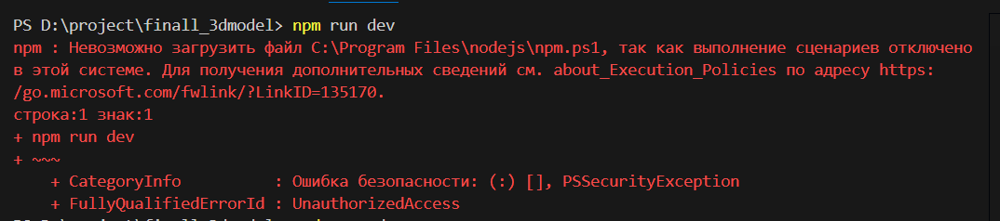 PS D:\project\finall_3dmodel> npm run dev
npm : Невозможно загрузить файл C:\Program Files\nodejs\npm.ps1, так как выполнение сценариев отключено
в этой системе. Для получения дополнительных сведений см. about_Execution_Policies по адресу https:
/go.microsoft.com/fwlink/?LinkID=135170.
строка:1 знак:1
+ npm run dev
+ ~~~
    + CategoryInfo          : Ошибка безопасности: (:) [], PSSecurityException
    + FullyQualifiedErrorId : UnauthorizedAccess